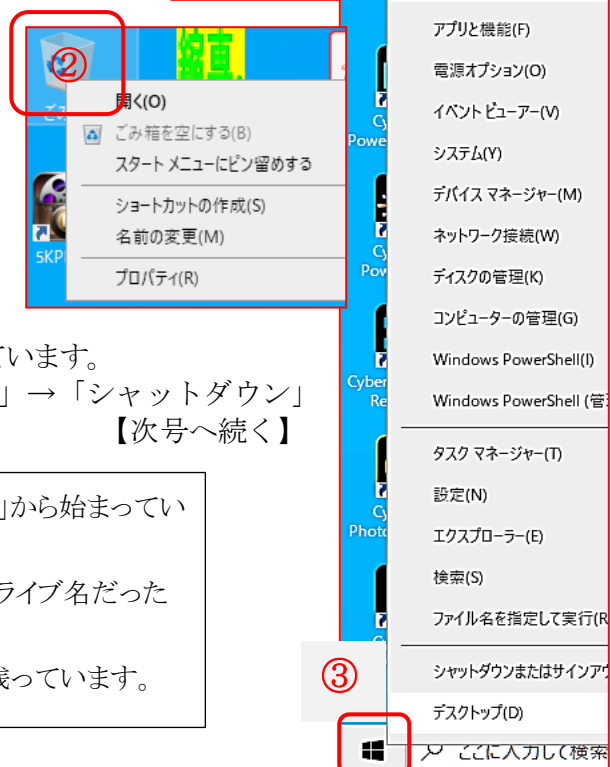 ②
開く(O)
ごみ箱を空にする(B)
スタート メニューにピン留めする
ショートカットの作成(S)
名前の変更(M)
プロパティ(R)
5KP
ています。
」→「シャットダウン」
【次号へ続く】
」から始まってい
ライブ名だった
残っています。
アプリと機能(F)
電源オプション(O)
イベント ビューアー(V)
システム(Y)
デバイス マネージャー(M)
ネットワーク接続(W)
ディスクの管理(K)
コンピューターの管理(G)
Windows PowerShell(I)
Windows PowerShell (管
タスク マネージャー(T)
設定(N)
エクスプローラー(E)
検索(S)
ファイル名を指定して実行(R
シャットダウンまたはサインアウ
デスクトップ(D)
Cy
Powe
Cy
Pow
Cyber
Re
Cy
Photo
③
ここに入力して検索